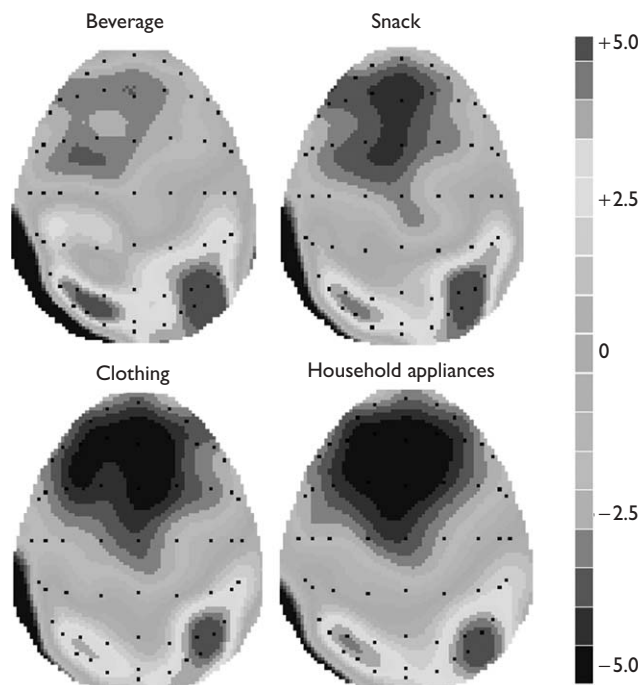 Beverage
Snack
Clothing
Household appliances
+5.0
+2.5
0
−2.5
−5.0